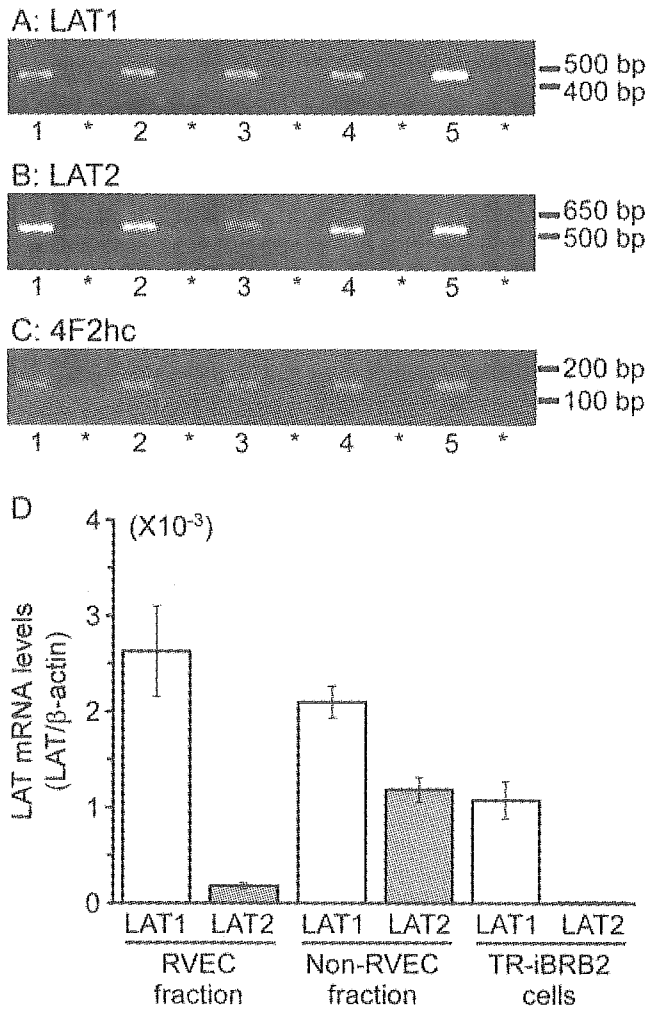 A: LAT1
500 bp
400 bp
1 * 2 * 3 * 4 * 5 *
B: LAT2
650 bp
500 bp
1 * 2 * 3 * 4 * 5 *
C: 4F2hc
200 bp
100 bp
1 * 2 * 3 * 4 * 5 *
D
(X10⁻³)
LAT mRNA levels
(LAT/β-actin)
4
3
2
1
0
LAT1 LAT2 LAT1 LAT2 LAT1 LAT2
RVEC Non-RVEC TR-iBRB2
fraction fraction cells